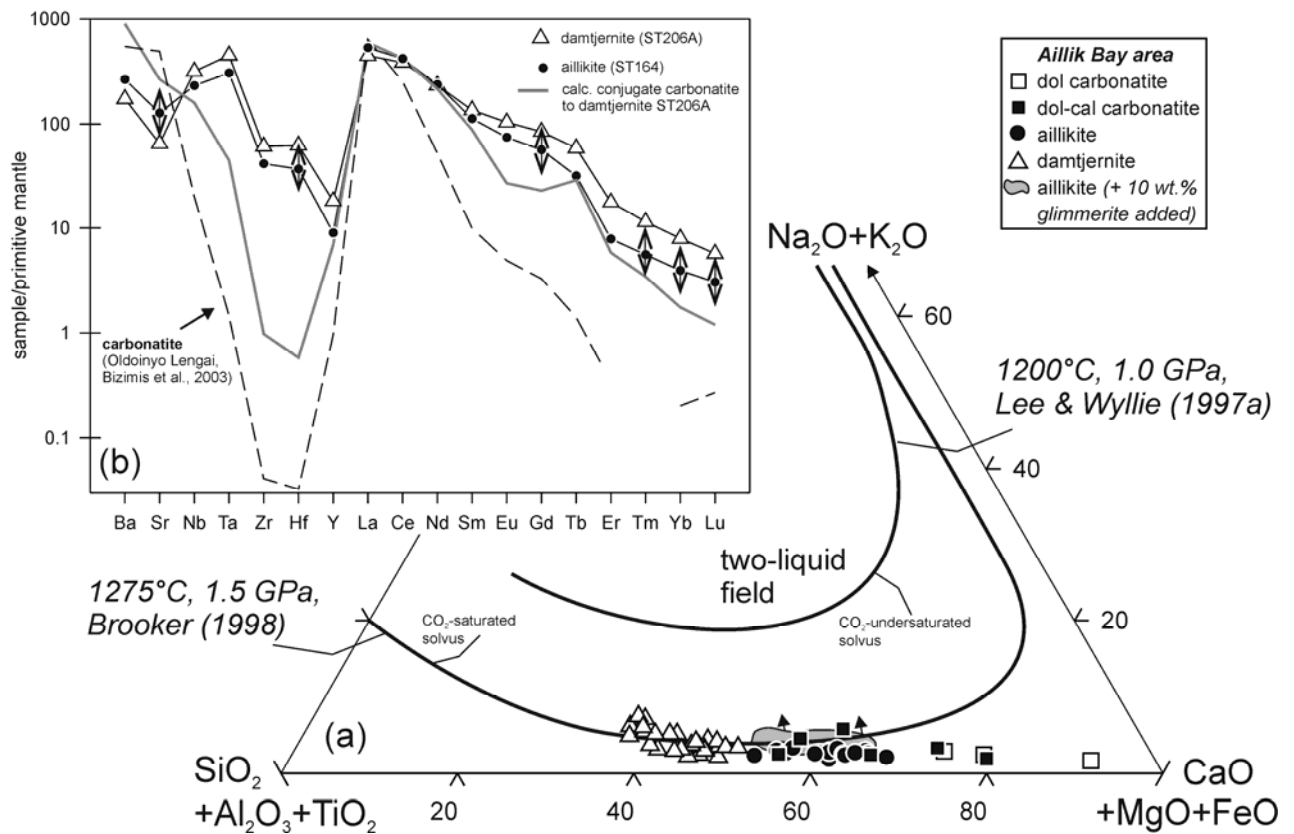 1000
100
10
1
0.1
sample/primitive mantle
(b)
damtjernite (ST206A)
aillikite (ST164)
calc. conjugate carbonatite
to damtjernite ST206A
carbonatite
(Oldoinyo Lengai,
Bizimis et al., 2003)
Ba Sr Nb Ta Zr Hf Y La Ce Nd Sm Eu Gd Tb Er Tm Yb Lu
Aillik Bay area
dol carbonatite
dol-cal carbonatite
aillikite
damtjernite
aillikite (+ 10 wt.%
glimmerite added)
Na₂O+K₂O
60
40
20
1200°C, 1.0 GPa,
Lee & Wyllie (1997a)
two-liquid
field
1275°C, 1.5 GPa,
Brooker (1998)
CO₂-saturated
solvus
CO₂-undersaturated
solvus
(a)
SiO₂
+Al₂O₃+TiO₂
20 40 60 80
CaO
+MgO+FeO